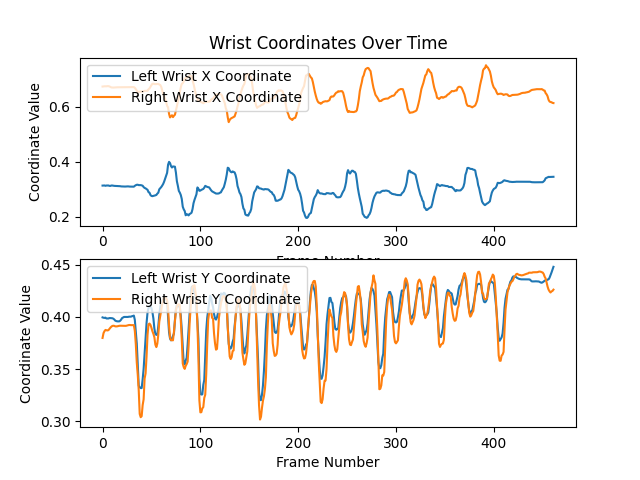 Wrist Coordinates Over Time
Coordinate Value
0.6
0.4
0.2
Left Wrist X Coordinate
Right Wrist X Coordinate
0 100 200 300 400
Frame Number
Coordinate Value
0.45
0.40
0.35
0.30
Left Wrist Y Coordinate
Right Wrist Y Coordinate
0 100 200 300 400
Frame Number